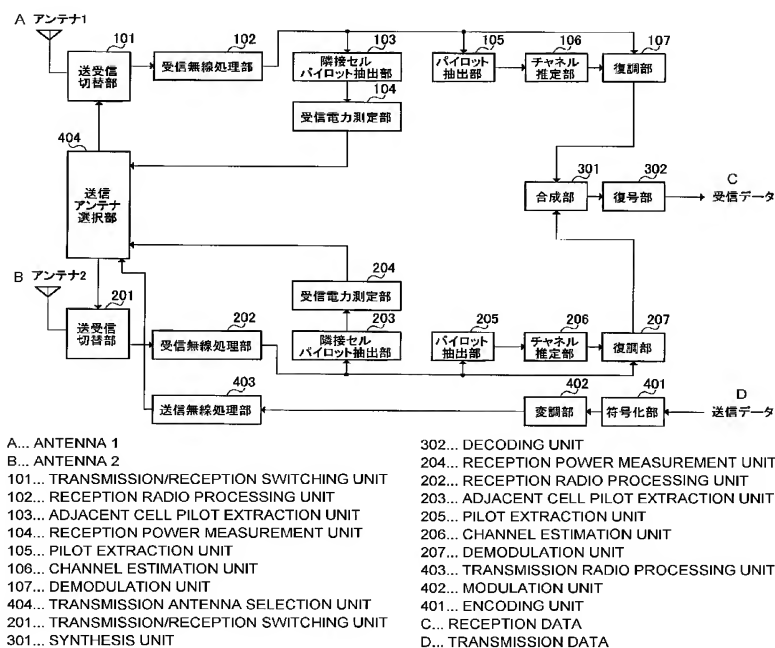 A アンテナ1
101
送受信
切替部
102
受信無線処理部
103
隣接セル
パイロット抽出部
104
受信電力測定部
105
パイロット
抽出部
106
チャネル
推定部
107
復調部
404
送信
アンテナ
選択部
301
合成部
302
復号部
C
受信データ
B アンテナ2
201
送受信
切替部
202
受信無線処理部
204
受信電力測定部
203
隣接セル
パイロット抽出部
205
パイロット
抽出部
206
チャネル
推定部
207
復調部
403
送信無線処理部
402
変調部
401
符号化部
D
送信データ
A... ANTENNA 1
B... ANTENNA 2
101... TRANSMISSION/RECEPTION SWITCHING UNIT
102... RECEPTION RADIO PROCESSING UNIT
103... ADJACENT CELL PILOT EXTRACTION UNIT
104... RECEPTION POWER MEASUREMENT UNIT
105... PILOT EXTRACTION UNIT
106... CHANNEL ESTIMATION UNIT
107... DEMODULATION UNIT
404... TRANSMISSION ANTENNA SELECTION UNIT
201... TRANSMISSION/RECEPTION SWITCHING UNIT
301... SYNTHESIS UNIT
302... DECODING UNIT
204... RECEPTION POWER MEASUREMENT UNIT
202... RECEPTION RADIO PROCESSING UNIT
203... ADJACENT CELL PILOT EXTRACTION UNIT
205... PILOT EXTRACTION UNIT
206... CHANNEL ESTIMATION UNIT
207... DEMODULATION UNIT
403... TRANSMISSION RADIO PROCESSING UNIT
402... MODULATION UNIT
401... ENCODING UNIT
C... RECEPTION DATA
D... TRANSMISSION DATA